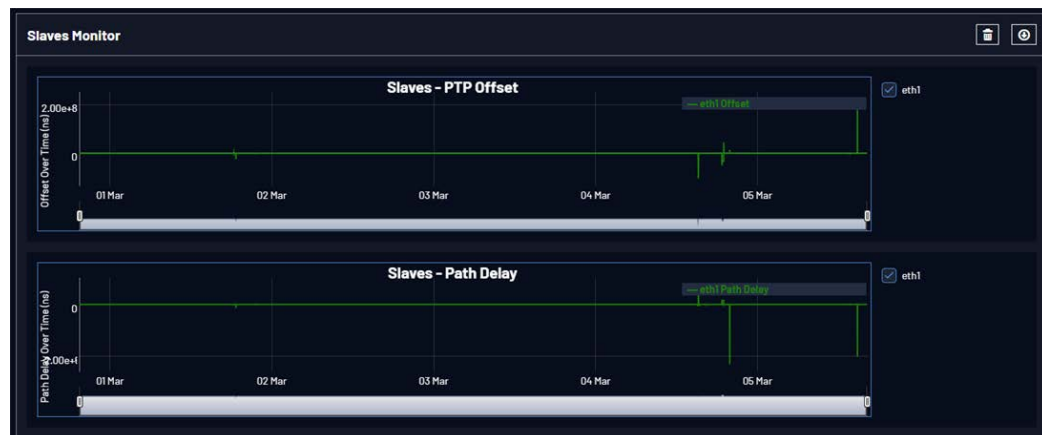 Slaves Monitor
Slaves - PTP Offset
eth1
eth1 Offset
2.00e+8
0
Offset Over Time (ns)
01 Mar 02 Mar 03 Mar 04 Mar 05 Mar
Slaves - Path Delay
eth1
eth1 Path Delay
0
Path Delay Over Time (ns)
01 Mar 02 Mar 03 Mar 04 Mar 05 Mar